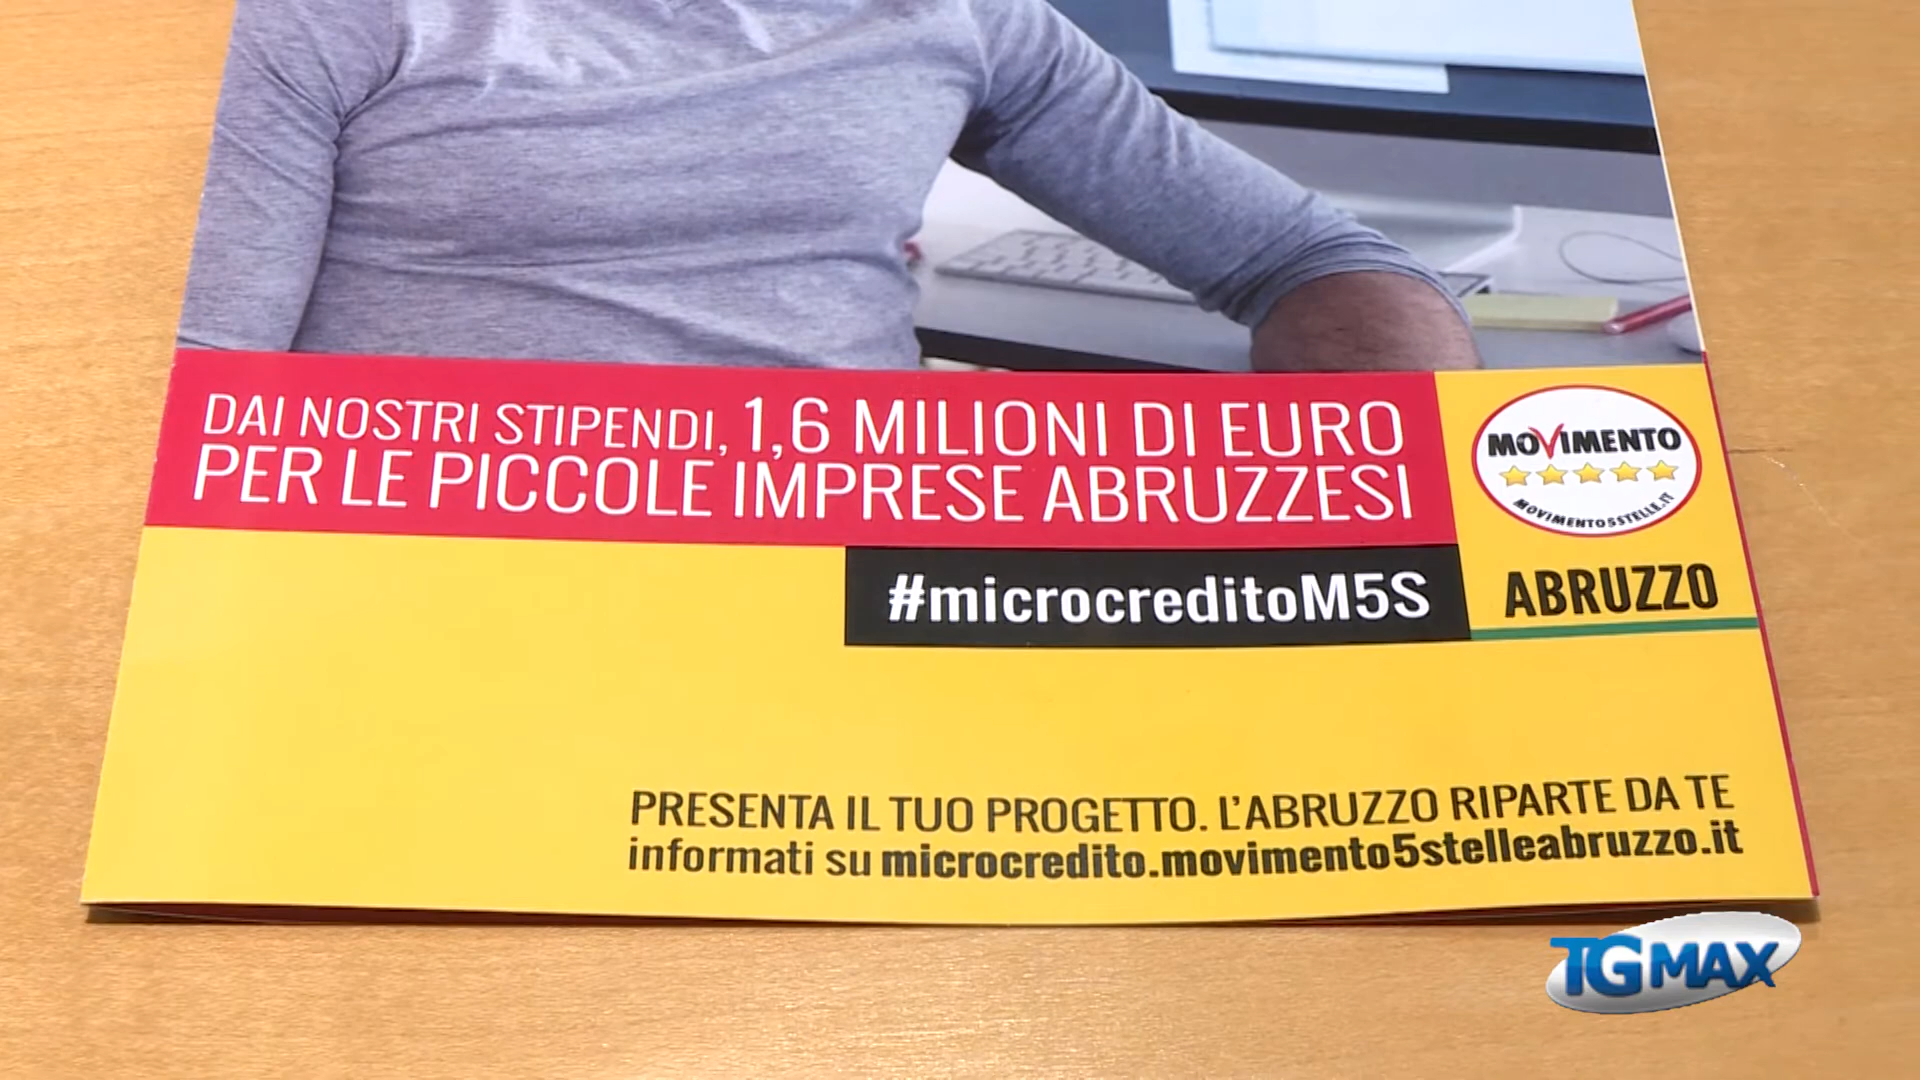 DAI NOSTRI STIPENDI, 1,6 MILIONI DI EURO
PER LE PICCOLE IMPRESE ABRUZZESI
MOVIMENTO
MOVIMENTO5STELLE.IT
ABRUZZO
#microcreditoM5S
PRESENTA IL TUO PROGETTO. L'ABRUZZO RIPARTE DA TE
informati su microcredito.movimento5stelleabruzzo.it
TGMAX